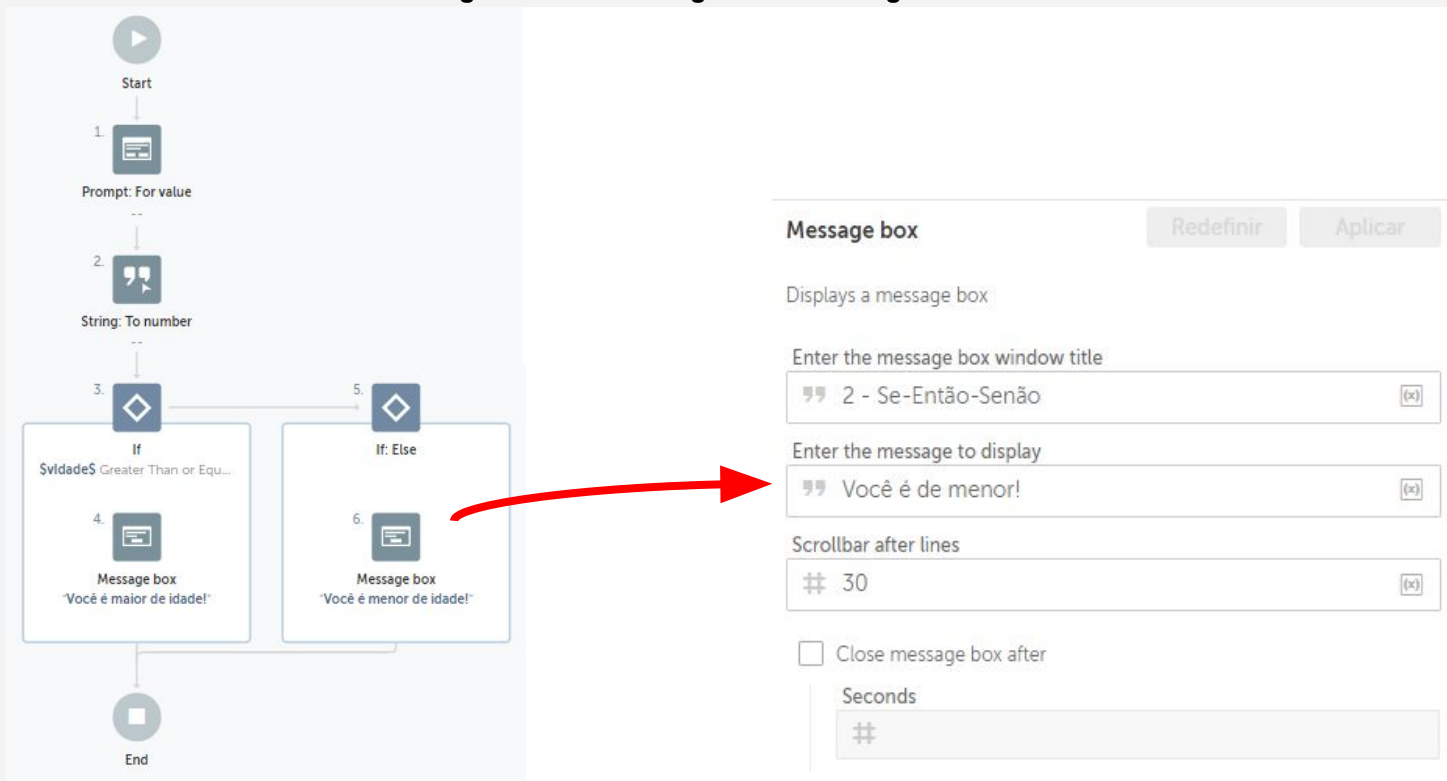 Start
1.
Prompt: For value
--
2.
String: To number
--
3.
5.
If
If: Else
$vIdade$ Greater Than or Equ...
4.
6.
Message box
Message box
"Você é maior de idade!"
"Você é menor de idade!"
End
Message box
Redefinir
Aplicar
Displays a message box
Enter the message box window title
2 - Se-Então-Senão
(x)
Enter the message to display
Você é de menor!
(x)
Scrollbar after lines
# 30
(x)
Close message box after
Seconds
#